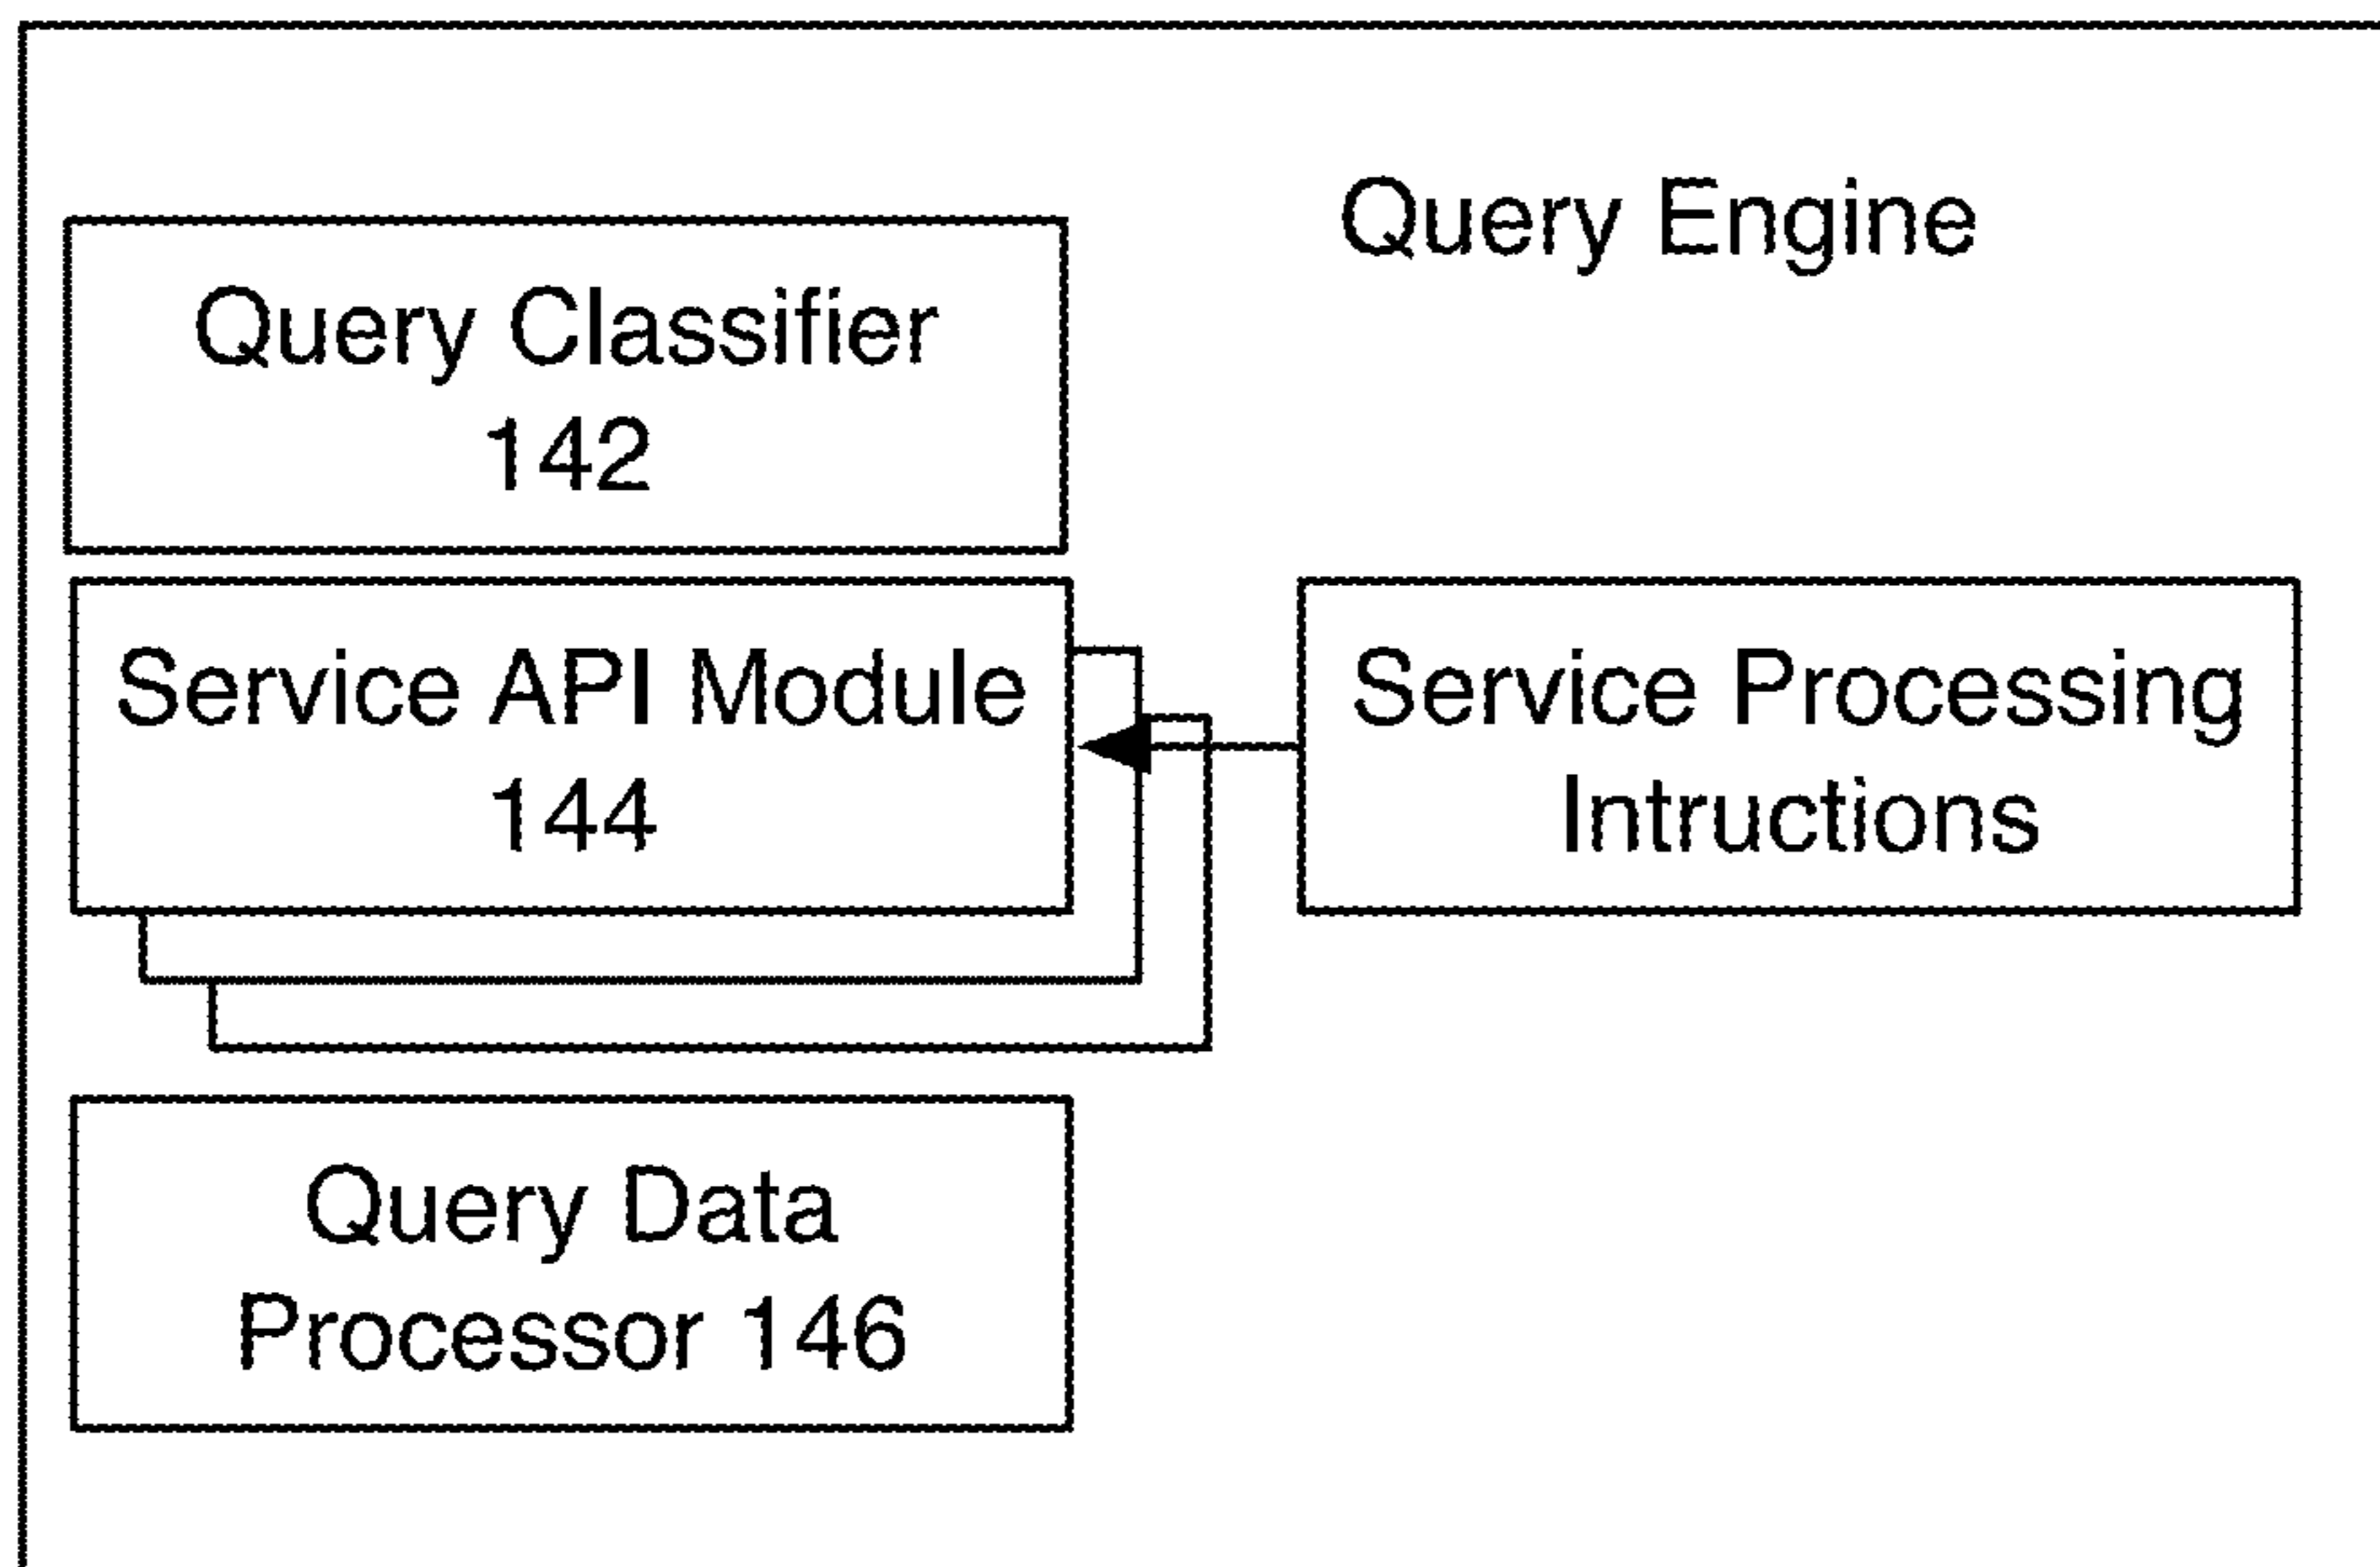 Query Engine
Query Classifier
142
Service API Module
144
Service Processing
Intructions
Query Data
Processor 146